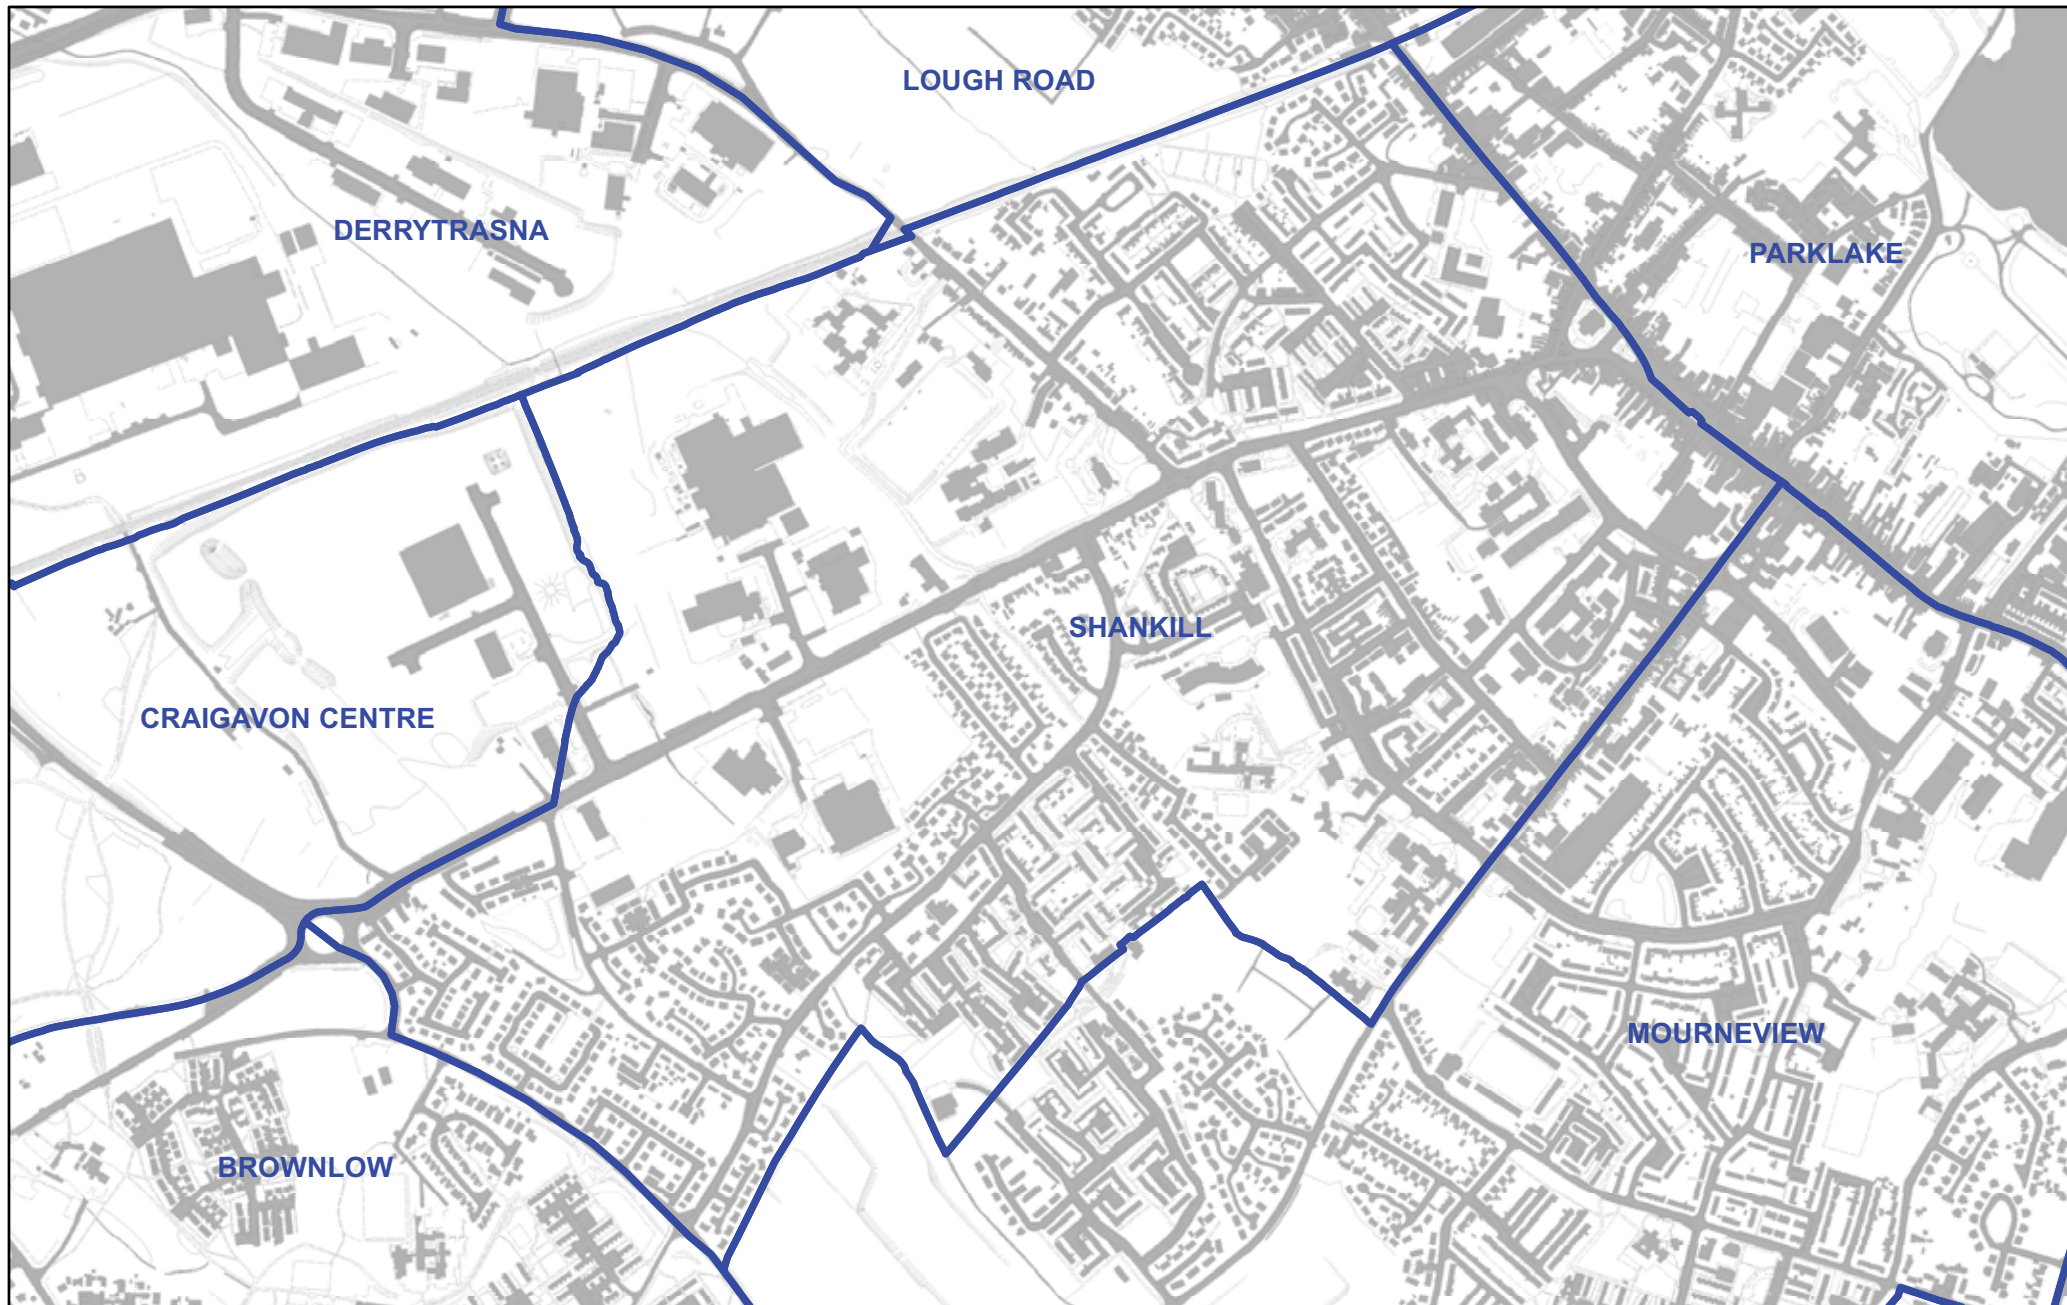 LOUGH ROAD
DERRYTRASNA
PARKLAKE
SHANKILL
CRAIGAVON CENTRE
MOURNEVIEW
BROWNLOW